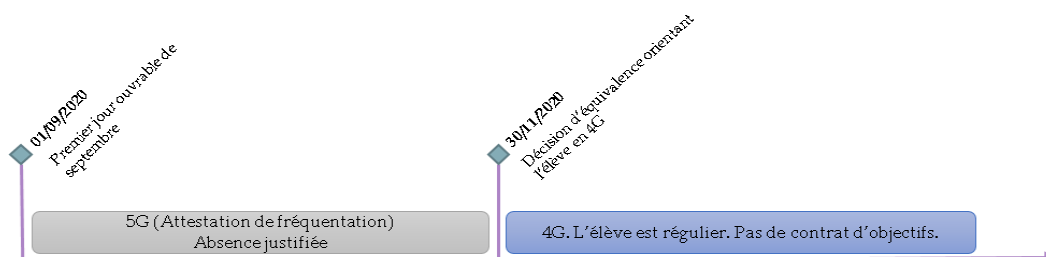 01/09/2020
Premier jour ouvrable de
septembre
30/11/2020
Décision d'équivalence orientant
l'élève en 4G
5G (Attestation de fréquentation)
Absence justifiée
4G. L'élève est régulier. Pas de contrat d'objectifs.